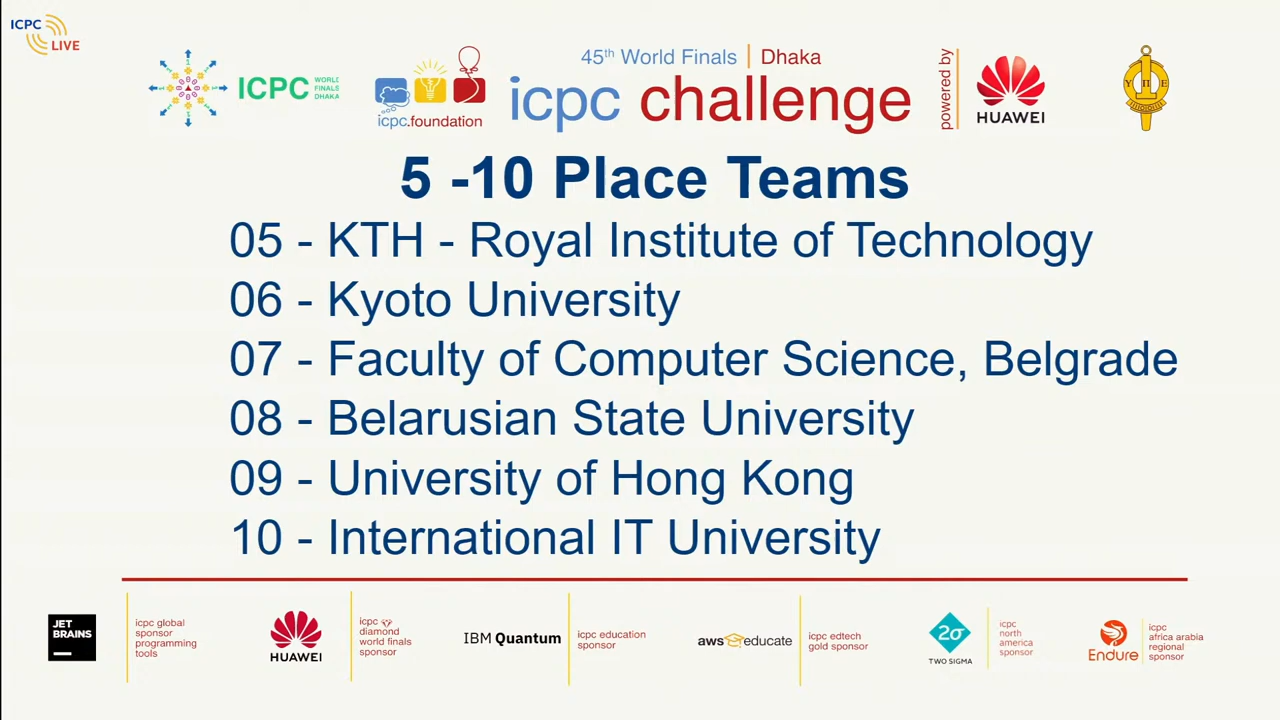 ICPC
LIVE
ICPC WORLD
FINALS
DHAKA
icpc.foundation
45th World Finals | Dhaka
icpc challenge
powered by
HUAWEI
5 -10 Place Teams
05 - KTH - Royal Institute of Technology
06 - Kyoto University
07 - Faculty of Computer Science, Belgrade
08 - Belarusian State University
09 - University of Hong Kong
10 - International IT University
JET
BRAINS
icpc global
sponsor
programming
tools
HUAWEI
icpc
diamond
world finals
sponsor
IBM Quantum
icpc education
sponsor
aws educate
icpc edtech
gold sponsor
2σ
TWO SIGMA
icpc
north
america
sponsor
Endure
icpc
africa arabia
regional
sponsor